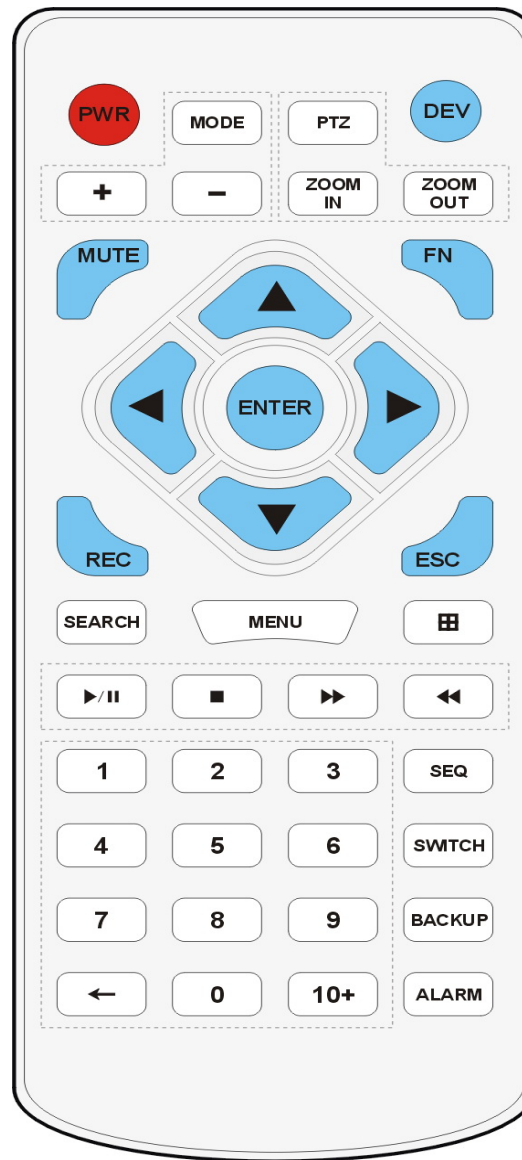 PWR
DEV
MODE
PTZ
+
−
ZOOM
IN
ZOOM
OUT
MUTE
FN
ENTER
REC
ESC
SEARCH
MENU
1
2
3
SEQ
4
5
6
SWITCH
7
8
9
BACKUP
0
10+
ALARM